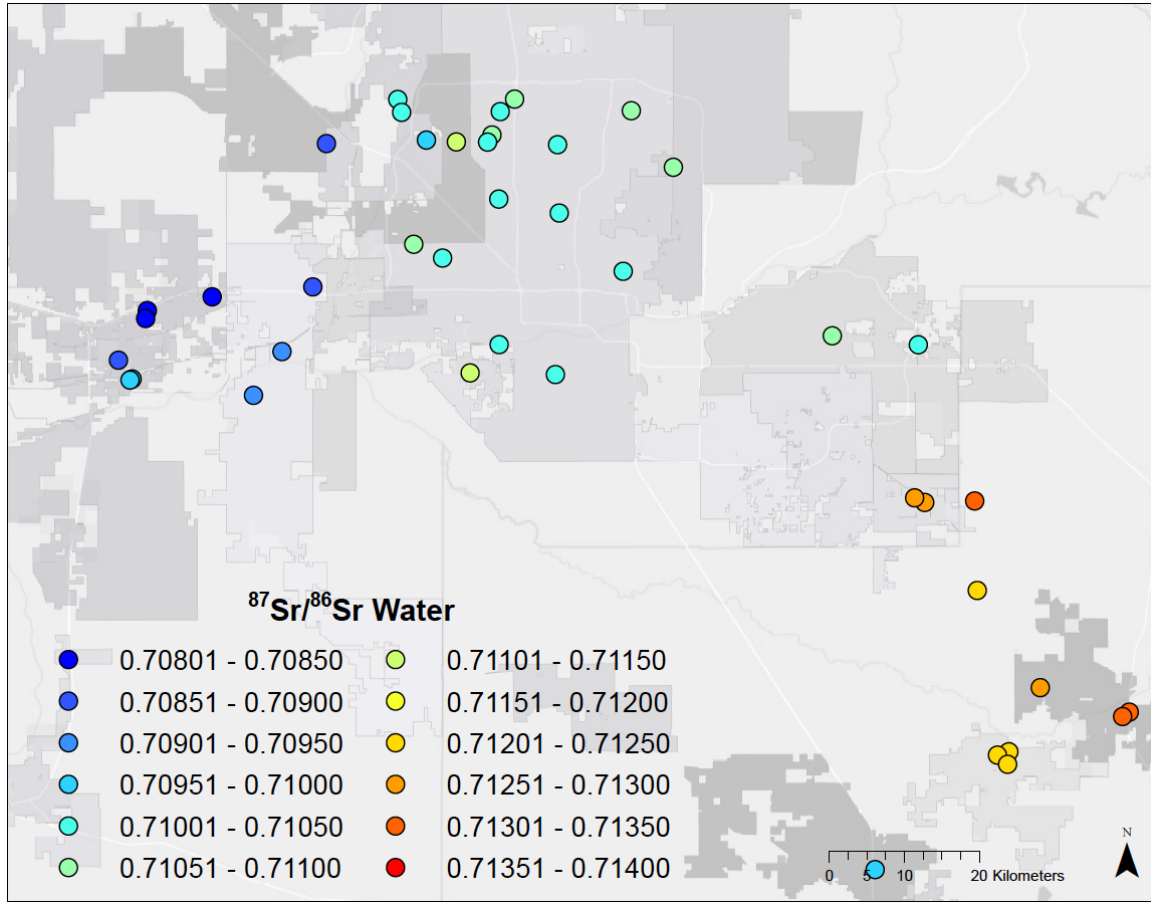 ⁸⁷Sr/⁸⁶Sr Water
0.70801 - 0.70850
0.70851 - 0.70900
0.70901 - 0.70950
0.70951 - 0.71000
0.71001 - 0.71050
0.71051 - 0.71100
0.71101 - 0.71150
0.71151 - 0.71200
0.71201 - 0.71250
0.71251 - 0.71300
0.71301 - 0.71350
0.71351 - 0.71400
0 5 10 20 Kilometers
N